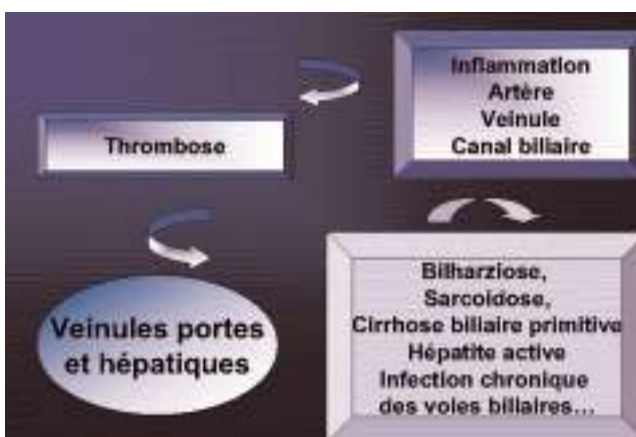 Inflammation
Artère
Veinule
Canal biliaire
Thrombose
Veinules portes
et hépatiques
Bilharziose,
Sarcoidose,
Cirrhose biliaire primitive
Hépatite active
Infection chronique
des voies biliaires...